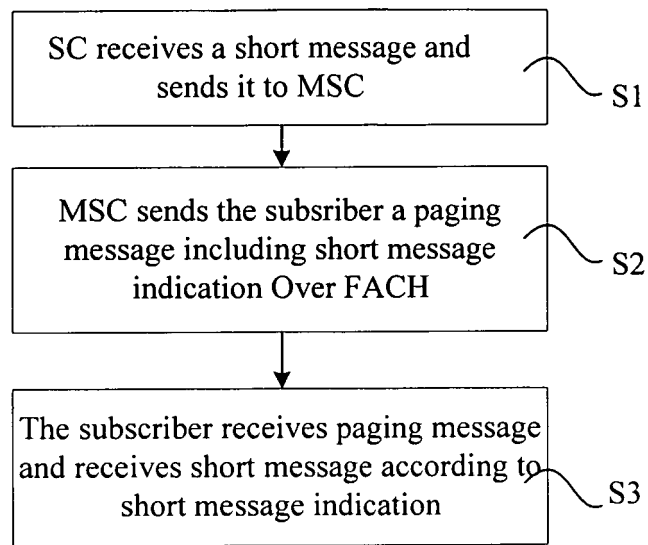 SC receives a short message and
sends it to MSC
S1
MSC sends the subsriber a paging
message including short message
indication Over FACH
S2
The subscriber receives paging message
and receives short message according to
short message indication
S3